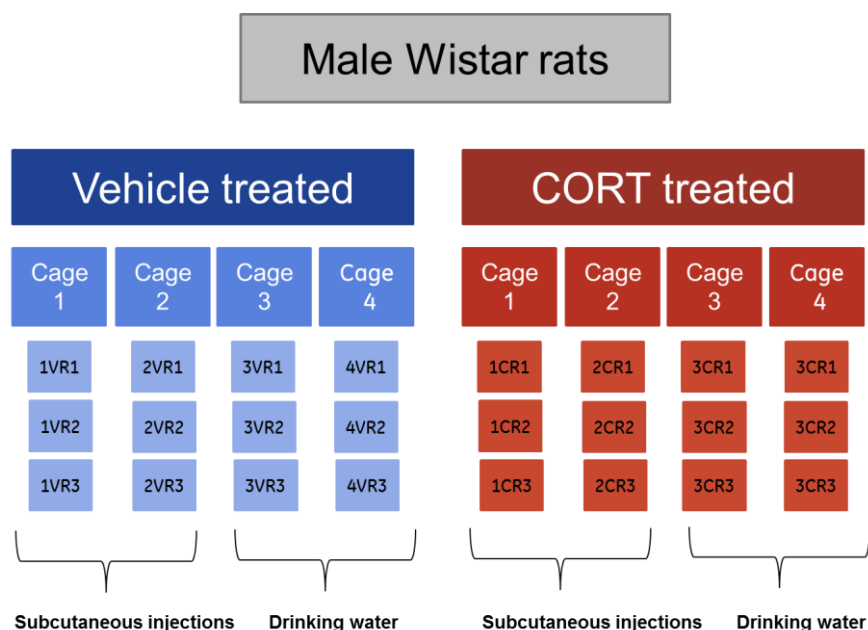 Male Wistar rats
Vehicle treated
CORT treated
Cage 1
Cage 2
Cage 3
Cage 4
Cage 1
Cage 2
Cage 3
Cage 4
1VR1 2VR1 3VR1 4VR1 1CR1 2CR1 3CR1 3CR1
1VR2 2VR2 3VR2 4VR2 1CR2 2CR2 3CR2 3CR2
1VR3 2VR3 3VR3 4VR3 1CR3 2CR3 3CR3 3CR3
Subcutaneous injections Drinking water Subcutaneous injections Drinking water